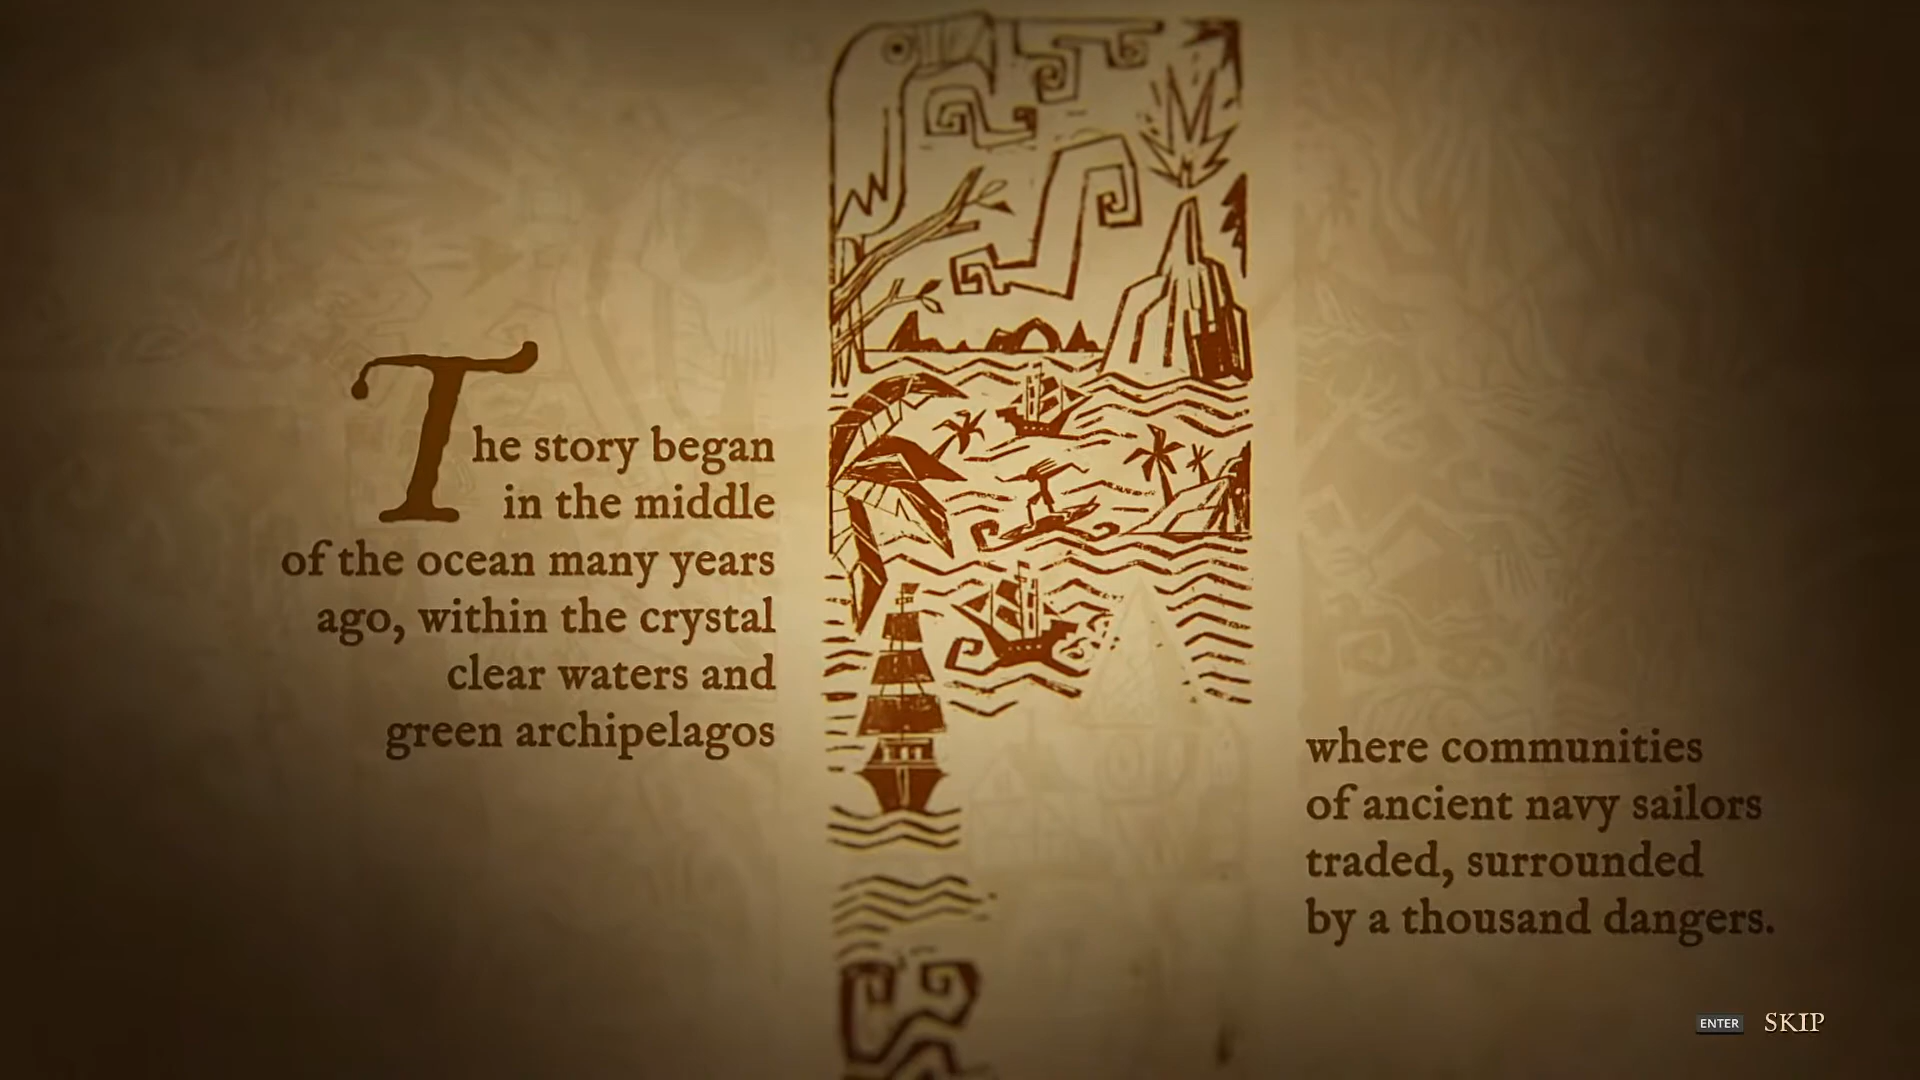 The story began
in the middle
of the ocean many years
ago, within the crystal
clear waters and
green archipelagos
where communities
of ancient navy sailors
traded, surrounded
by a thousand dangers.
ENTER SKIP